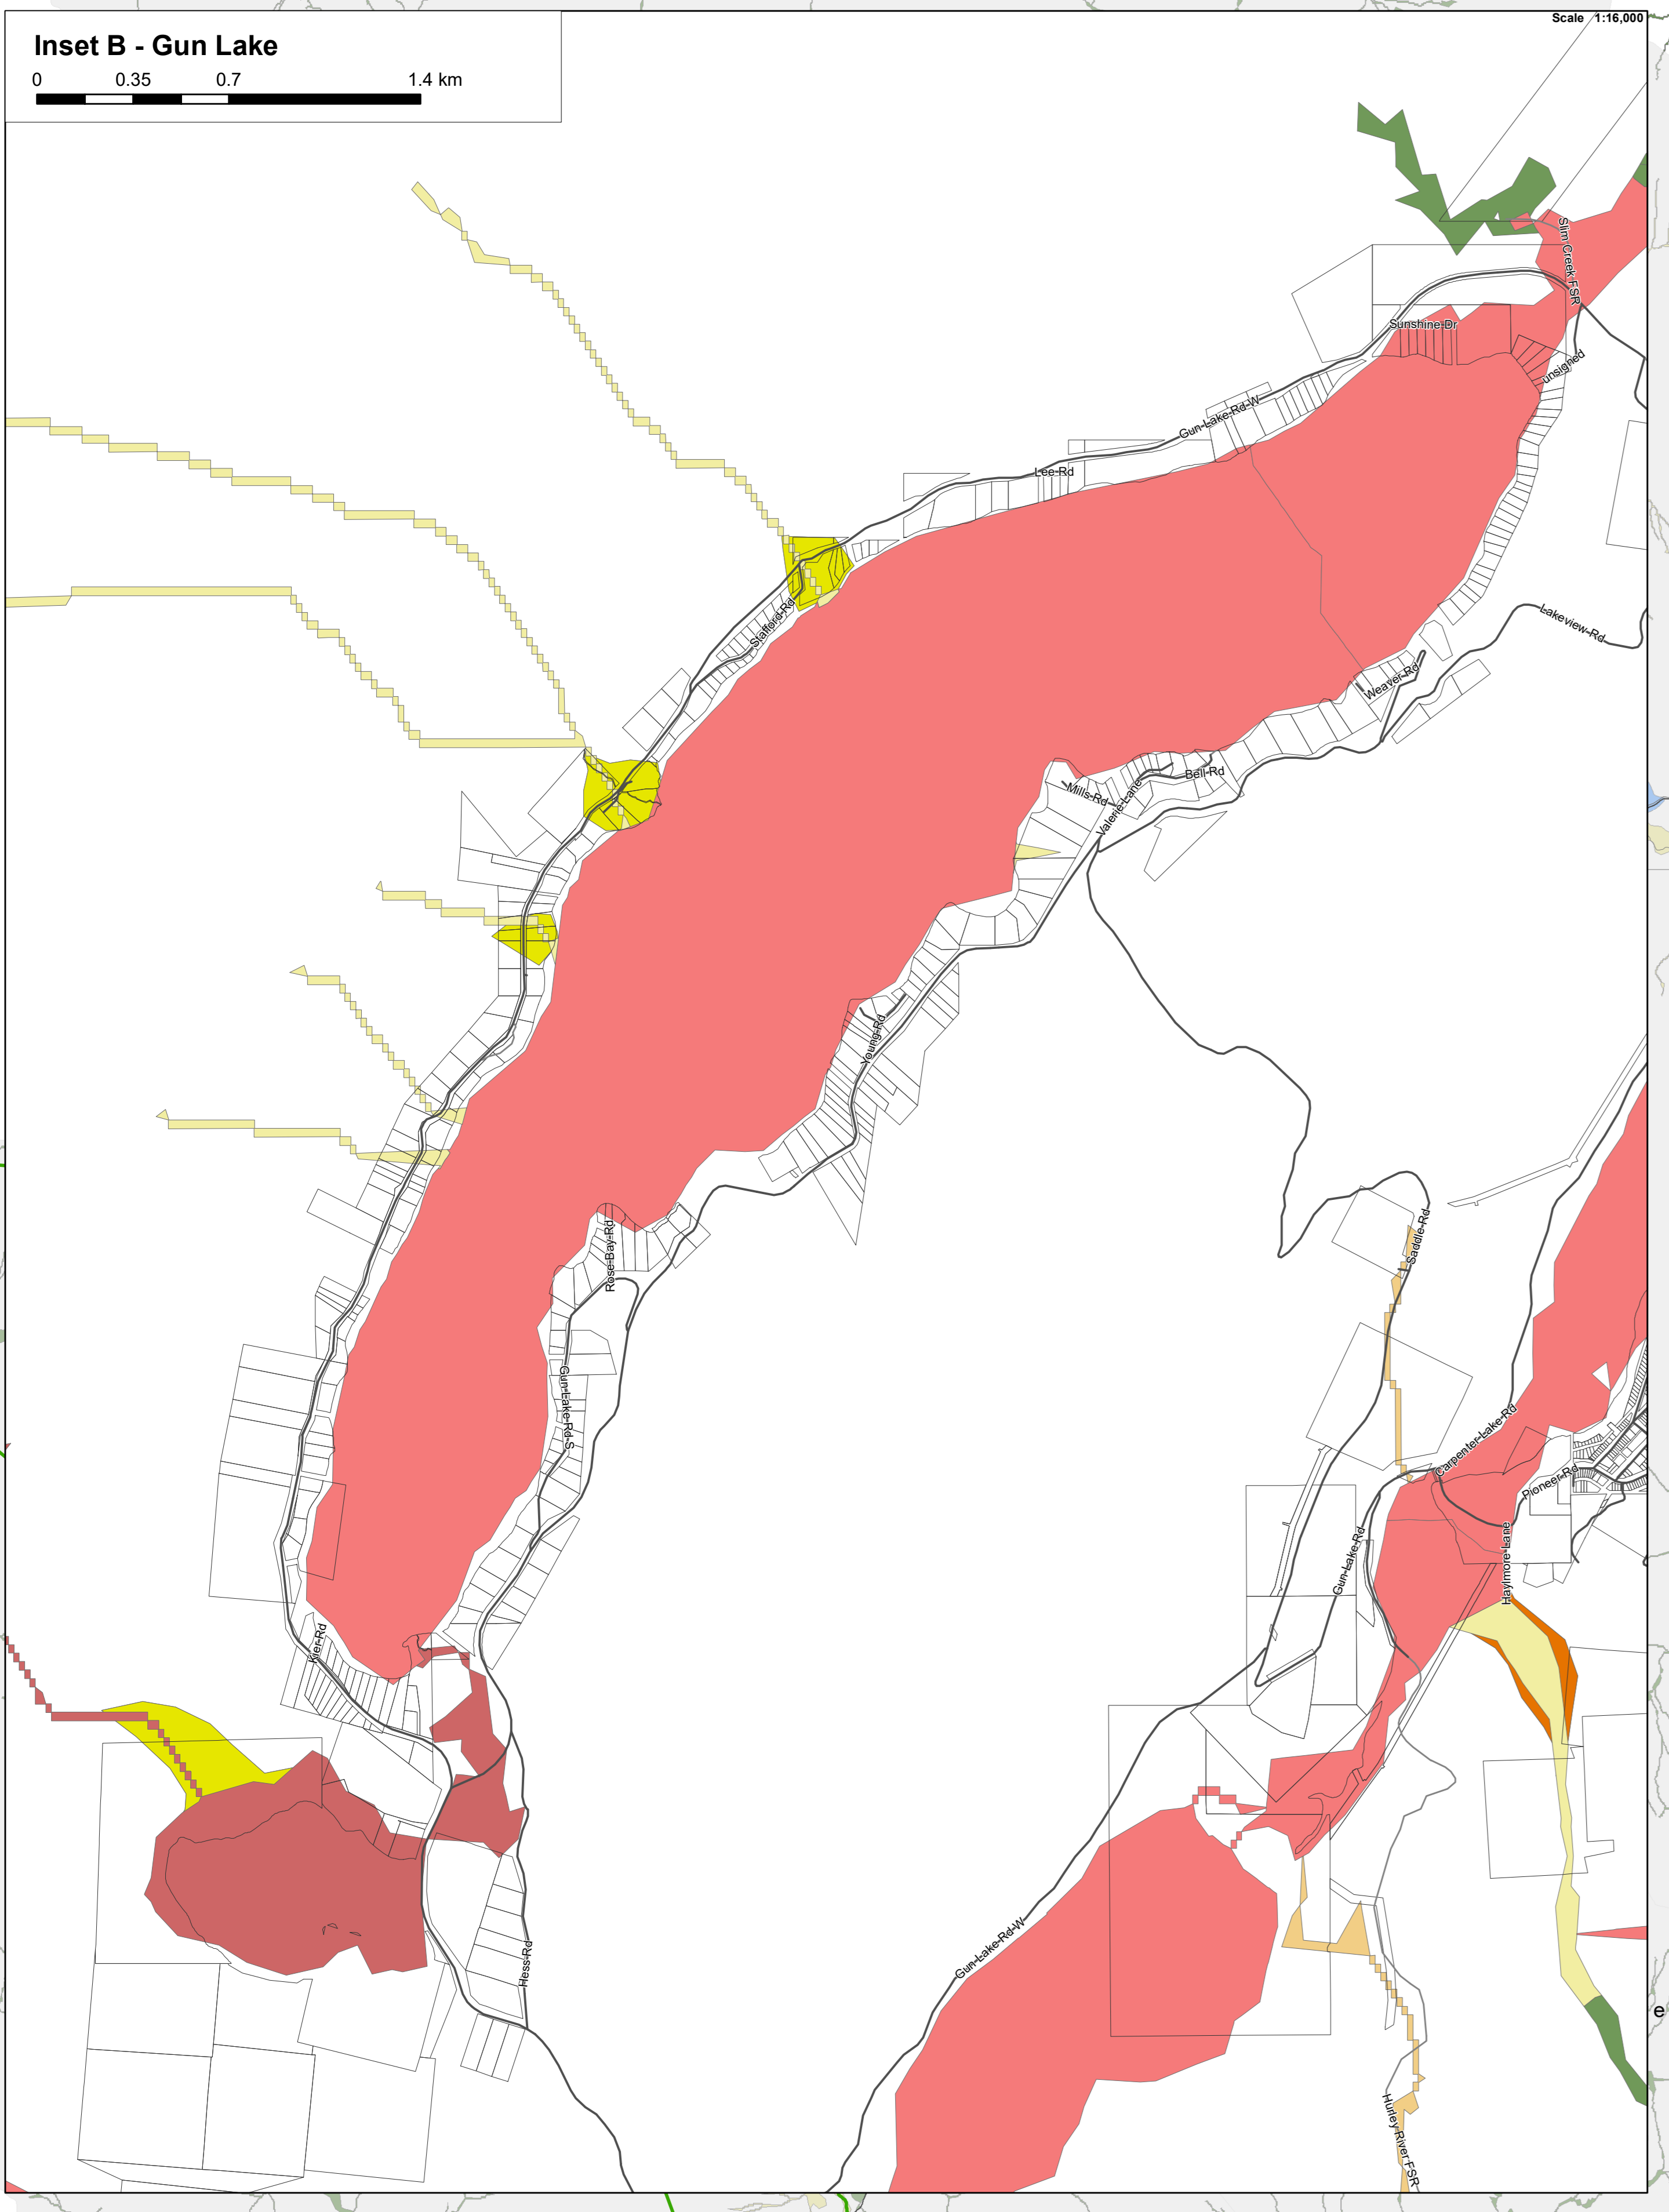 Scale 1:16,000
Inset B - Gun Lake
0 0.35 0.7 1.4 km
Slim Creek FSR
Sunshine-Dr
unsigned
Gun-Lake-Rd-W
Lee-Rd
Stafford-Rd
Lakeview-Rd
Weaver-Rd
Bell-Rd
Mills-Rd
Valerie-Lane
Young-Rd
Rose-Bay-Rd
Saddle-Rd
Gun-Lake-Rd-S
Carpenter-Lake-Rd
Pioneer-Rd
Gun-Lake-Rd
Haylmore-Lane
Kier-Rd
Gun-Lake-Rd-W
Hess-Rd
e
Hurley River FSR